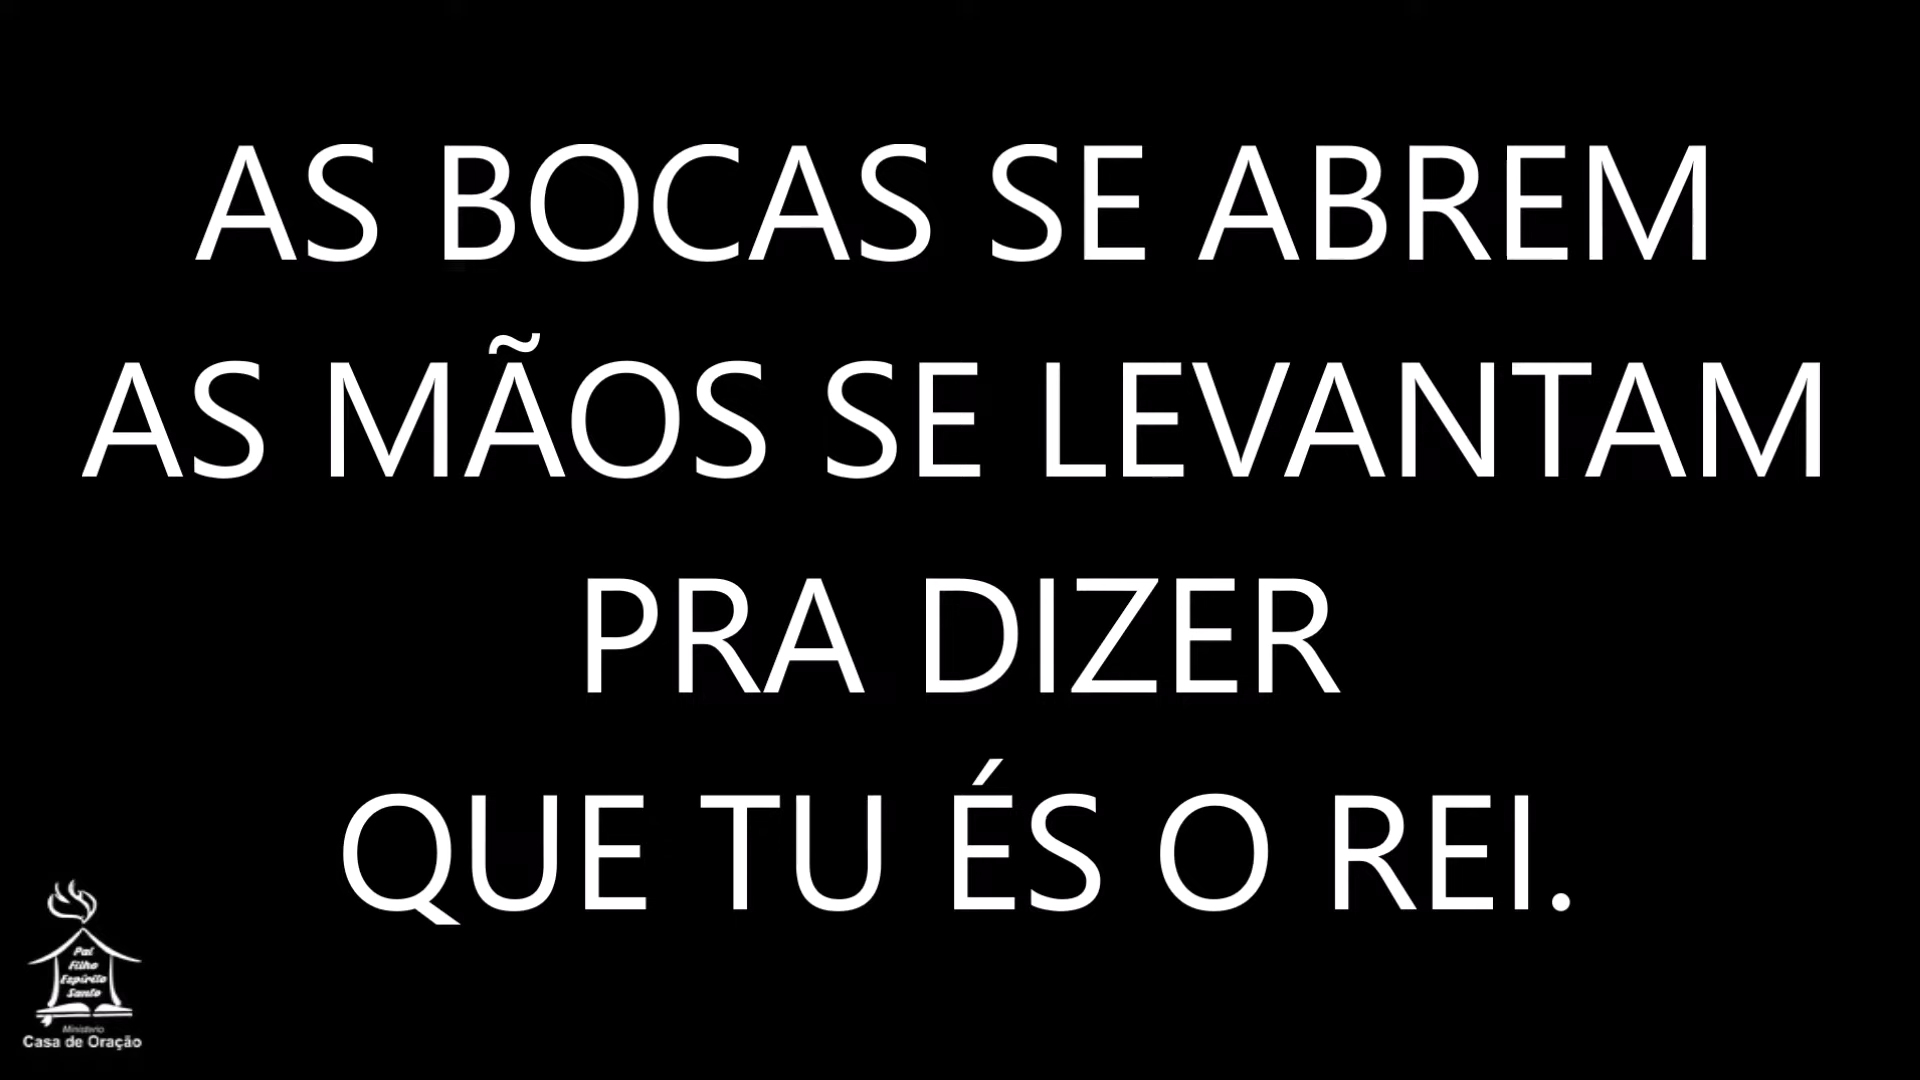 AS BOCAS SE ABREM
AS MÃOS SE LEVANTAM
PRA DIZER
QUE TU ÉS O REI.
Pai
Filho
Espírito
Santo
Ministerio
Casa de Oração